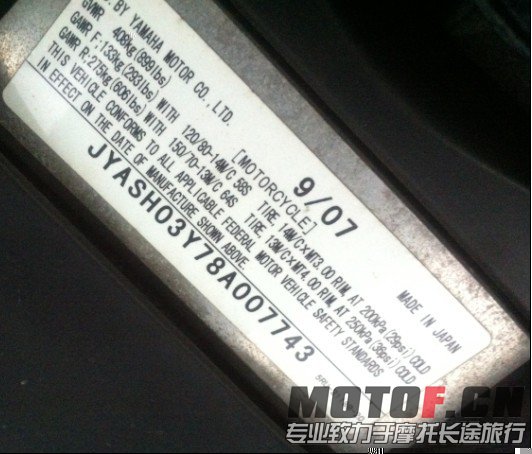 D. BY YAMAHA MOTOR CO., LTD.
GVWR 408kg(899lbs)
GAWR F:133kg(293lbs) WITH 120/80-14M/C 58S TIRE, 14M/C×MT3.00 RIM, AT 200kPa(29psi) COLD
GAWR R:275kg(606lbs) WITH 150/70-13M/C 64S TIRE, 13M/C×MT4.00 RIM, AT 250kPa(36psi) COLD
THIS VEHICLE CONFORMS TO ALL APPLICABLE FEDERAL MOTOR VEHICLE SAFETY STANDARDS
IN EFFECT ON THE DATE OF MANUFACTURE SHOWN ABOVE.
[MOTORCYCLE]
9/07
MADE IN JAPAN
JYASH03Y78A007743
MOTOF.CN
专业致力于摩托长途旅行